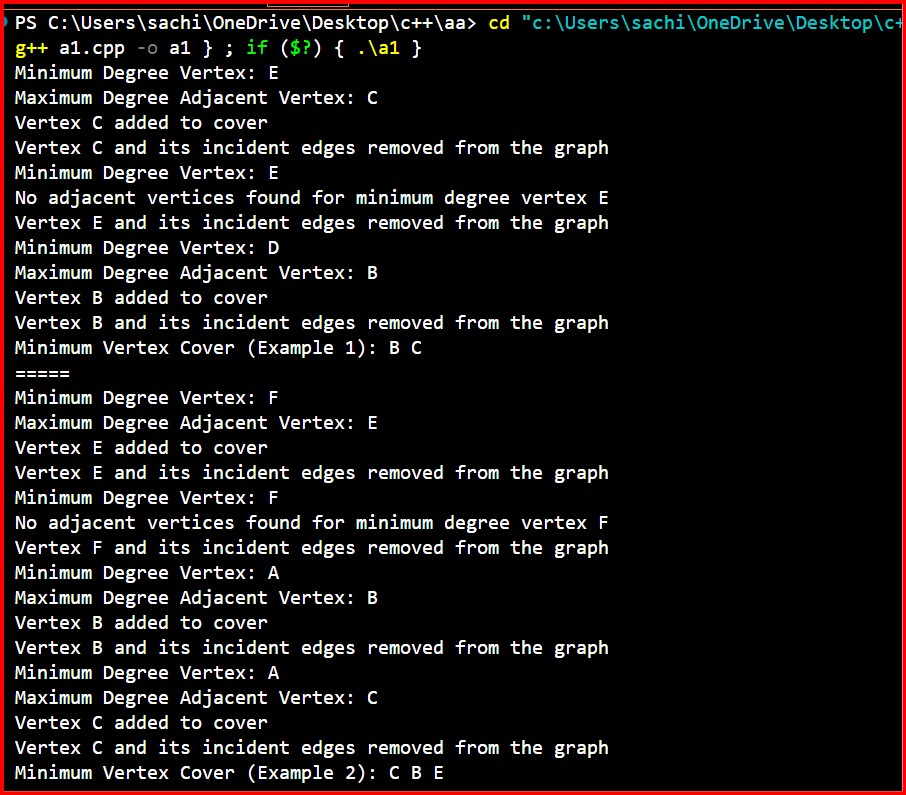 PS C:\Users\sachi\OneDrive\Desktop\c++\aa> cd "c:\Users\sachi\OneDrive\Desktop\c+
g++ a1.cpp -o a1 } ; if ($?) { .\a1 }
Minimum Degree Vertex: E
Maximum Degree Adjacent Vertex: C
Vertex C added to cover
Vertex C and its incident edges removed from the graph
Minimum Degree Vertex: E
No adjacent vertices found for minimum degree vertex E
Vertex E and its incident edges removed from the graph
Minimum Degree Vertex: D
Maximum Degree Adjacent Vertex: B
Vertex B added to cover
Vertex B and its incident edges removed from the graph
Minimum Vertex Cover (Example 1): B C
=====
Minimum Degree Vertex: F
Maximum Degree Adjacent Vertex: E
Vertex E added to cover
Vertex E and its incident edges removed from the graph
Minimum Degree Vertex: F
No adjacent vertices found for minimum degree vertex F
Vertex F and its incident edges removed from the graph
Minimum Degree Vertex: A
Maximum Degree Adjacent Vertex: B
Vertex B added to cover
Vertex B and its incident edges removed from the graph
Minimum Degree Vertex: A
Maximum Degree Adjacent Vertex: C
Vertex C added to cover
Vertex C and its incident edges removed from the graph
Minimum Vertex Cover (Example 2): C B E